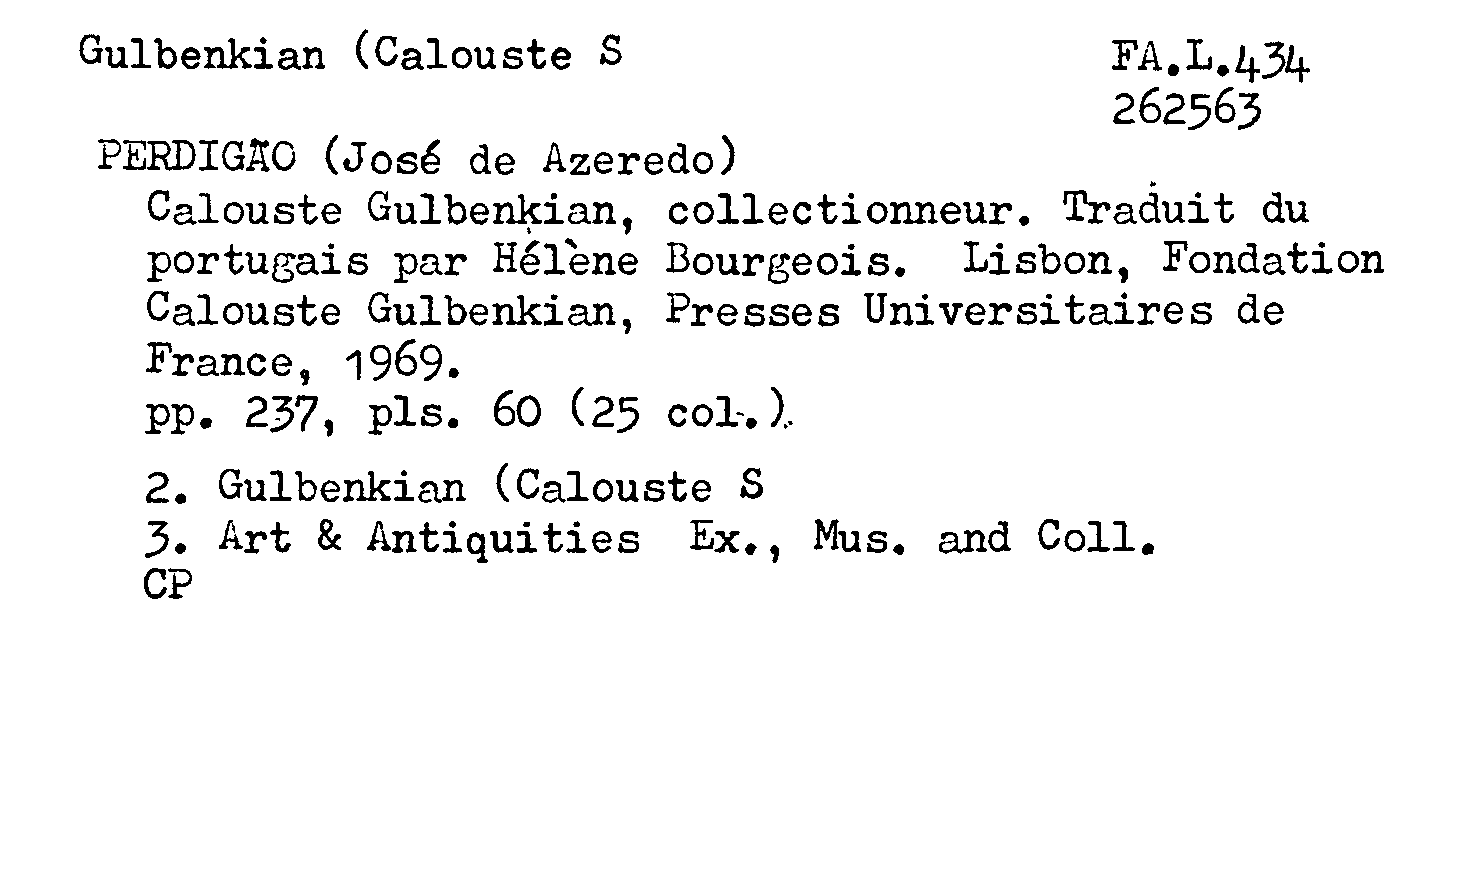 Gulbenkian (Calouste S
FA.L.434
262563
PERDIGÃO (José de Azeredo)
Calouste Gulbenkian, collectionneur. Traduit du
portugais par Hélène Bourgeois. Lisbon, Fondation
Calouste Gulbenkian, Presses Universitaires de
France, 1969.
pp. 237, pls. 60 (25 col.).
2. Gulbenkian (Calouste S
3. Art & Antiquities Ex., Mus. and Coll.
CP